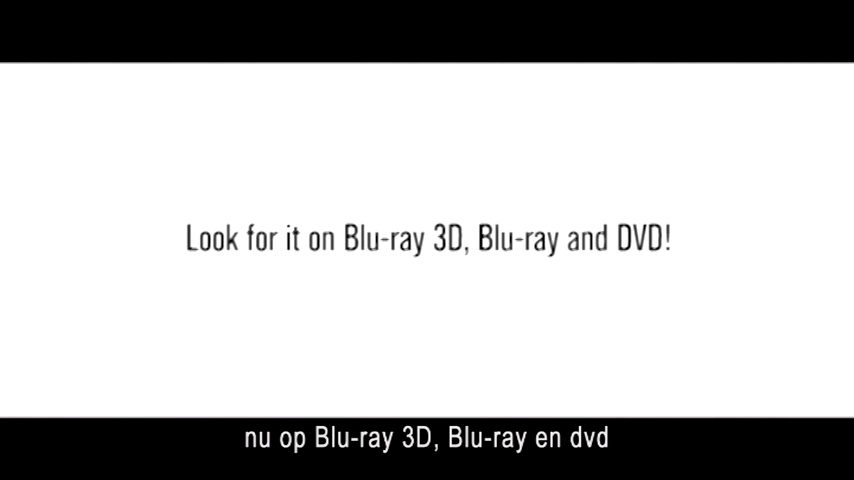 Look for it on Blu-ray 3D, Blu-ray and DVD!
nu op Blu-ray 3D, Blu-ray en dvd